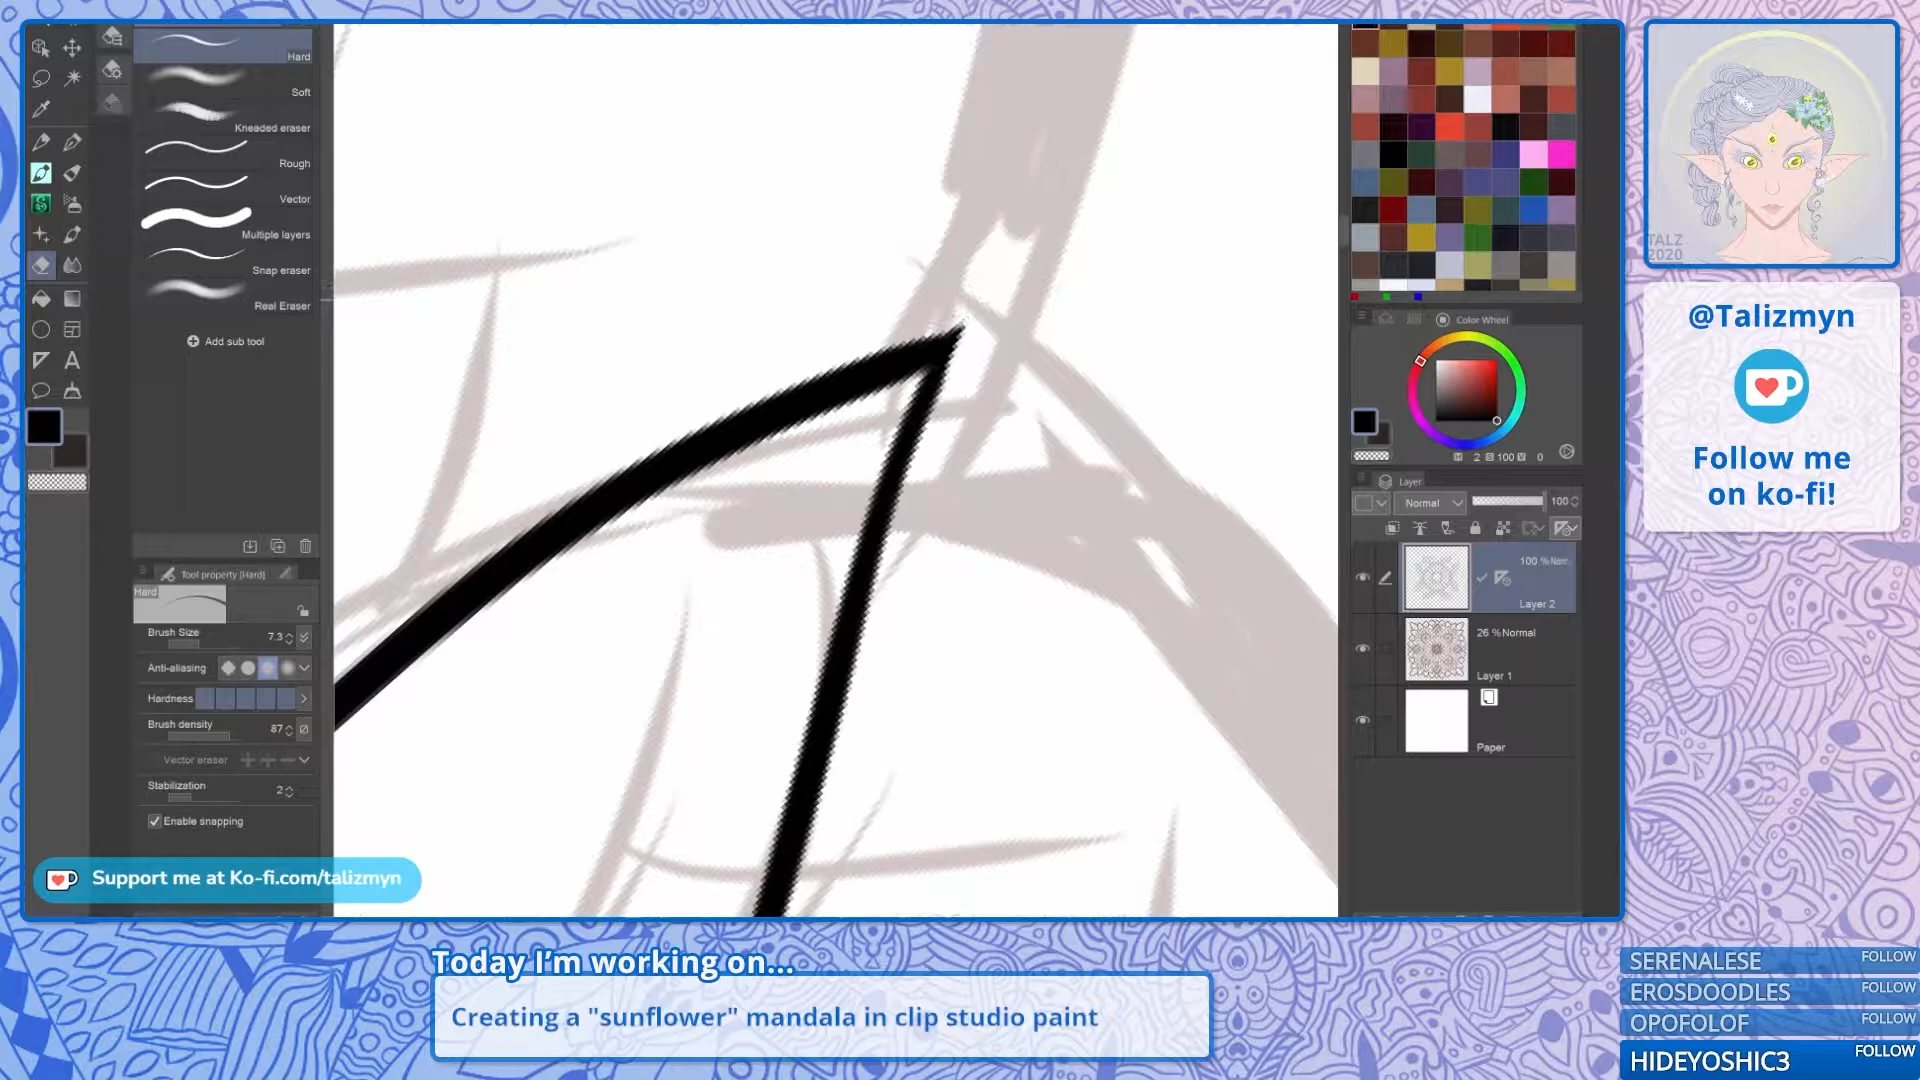 Hard
Soft
Kneaded eraser
Rough
Vector
Multiple layers
Snap eraser
Real Eraser
Add sub tool
Tool property [Hard]
Hard
Brush Size 7.3
Anti-aliasing
Hardness
Brush density 87
Vector eraser
Stabilization 2
Enable snapping
Support me at Ko-fi.com/talizmyn
Color Wheel
H 2 S 100 V 0
Layer
Normal 100
100 % Norm
Layer 2
26 % Normal
Layer 1
Paper
TALZ
2020
@Talizmyn
Follow me
on ko-fi!
Today I'm working on...
Creating a "sunflower" mandala in clip studio paint
SERENALESE FOLLOW
EROSDOODLES FOLLOW
OPOFOLOF FOLLOW
HIDEYOSHIC3 FOLLOW